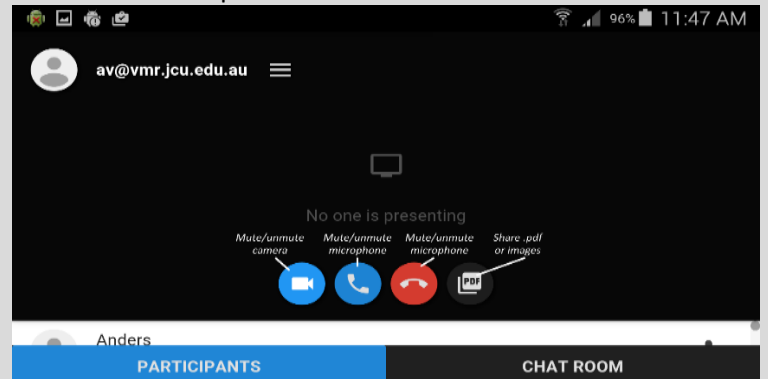 96% 11:47 AM
av@vmr.jcu.edu.au
No one is presenting
Mute/unmute camera
Mute/unmute microphone
Mute/unmute microphone
Share .pdf or images
PDF
Anders
PARTICIPANTS
CHAT ROOM